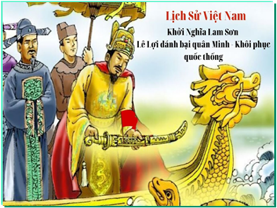 Lịch Sử Việt Nam
Khởi Nghĩa Lam Sơn
Lê Lợi đánh bại quân Minh Khôi phục
quốc thống